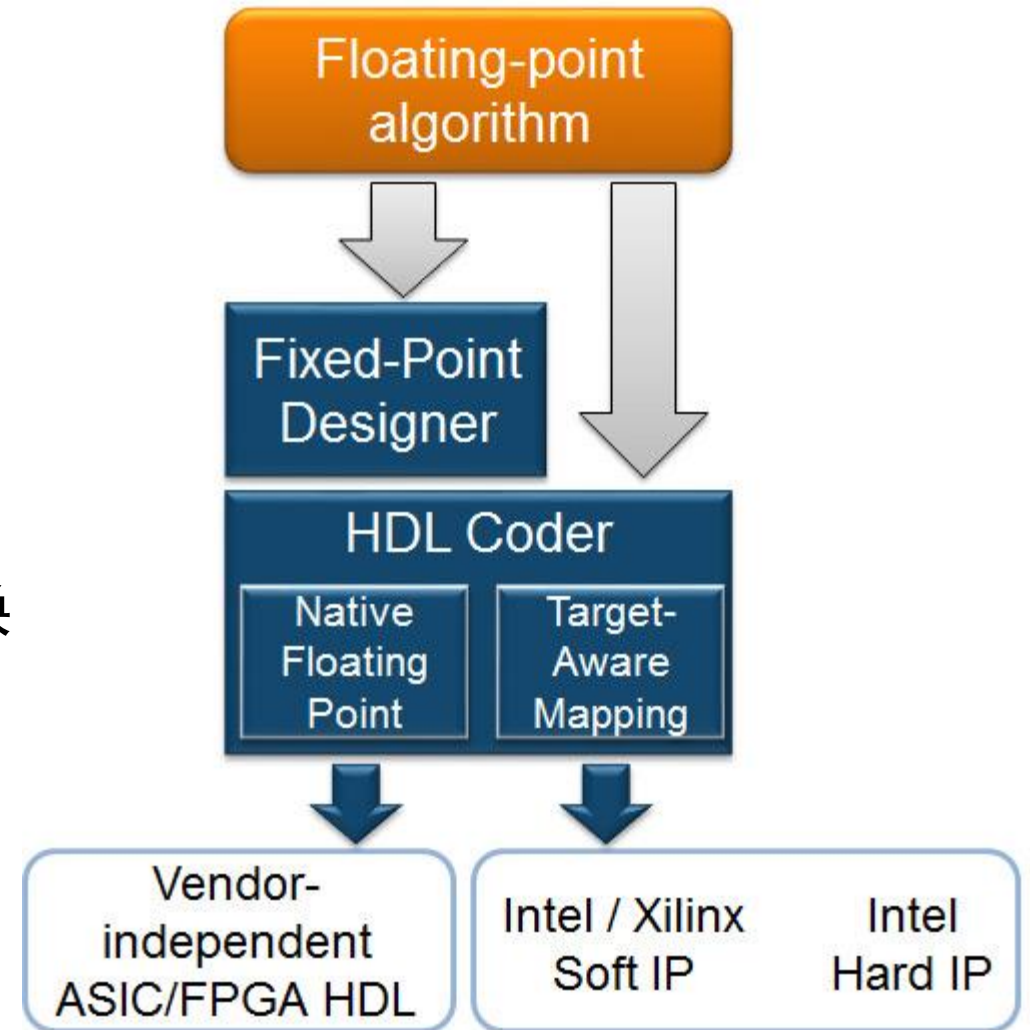 Floating-point
algorithm
Fixed-Point
Designer
HDL Coder
Native
Floating
Point
Target-
Aware
Mapping
Vendor-
independent
ASIC/FPGA HDL
Intel / Xilinx
Soft IP
Intel
Hard IP